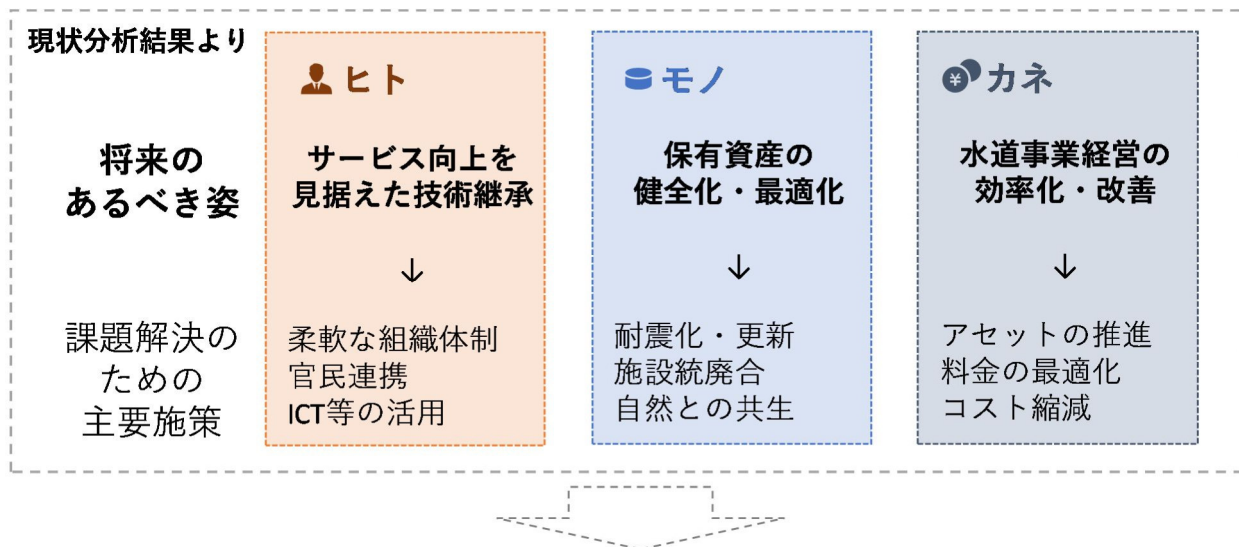 現状分析結果より
ヒト
モノ
¥
カネ
将来の
あるべき姿
サービス向上を
見据えた技術継承
保有資産の
健全化・最適化
水道事業経営の
効率化・改善
↓
↓
↓
課題解決の
ための
主要施策
柔軟な組織体制
官民連携
ICT等の活用
耐震化・更新
施設統廃合
自然との共生
アセットの推進
料金の最適化
コスト縮減